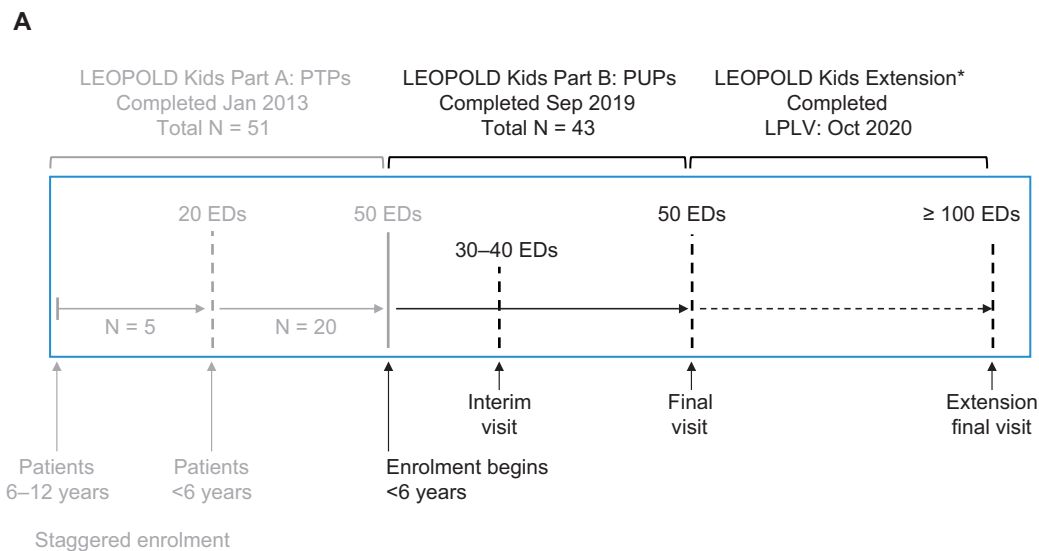 A
LEOPOLD Kids Part A: PTPs
Completed Jan 2013
Total N = 51
LEOPOLD Kids Part B: PUPs
Completed Sep 2019
Total N = 43
LEOPOLD Kids Extension*
Completed
LPLV: Oct 2020
20 EDs
50 EDs
30–40 EDs
50 EDs
≥ 100 EDs
N = 5
N = 20
Interim
visit
Final
visit
Extension
final visit
Patients
6–12 years
Patients
<6 years
Enrolment begins
<6 years
Staggered enrolment